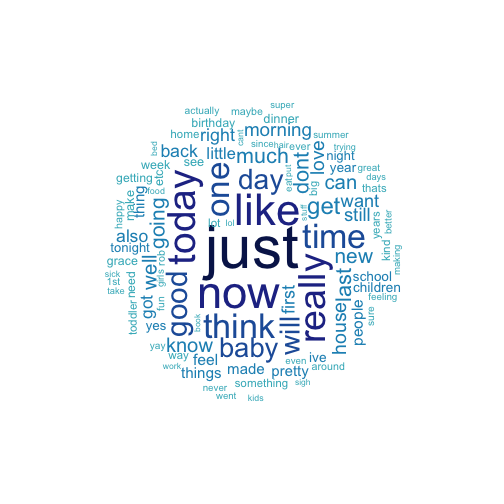 super
actually maybe
birthday dinner
home right morning
cant since hair ever summer
bed back little much dont love night trying
week see eat put big year great
getting etc one day can days
food thats
happy make thing going today like get want
lot lol stuff still years better
also just time kind
tonight rob new making
grace well good now really last feeling
sick girls school
1st need got children
take toddler fun book think will first house people sure
yes know baby
yay way feel even ive around
work things made pretty
never something sigh
went kids